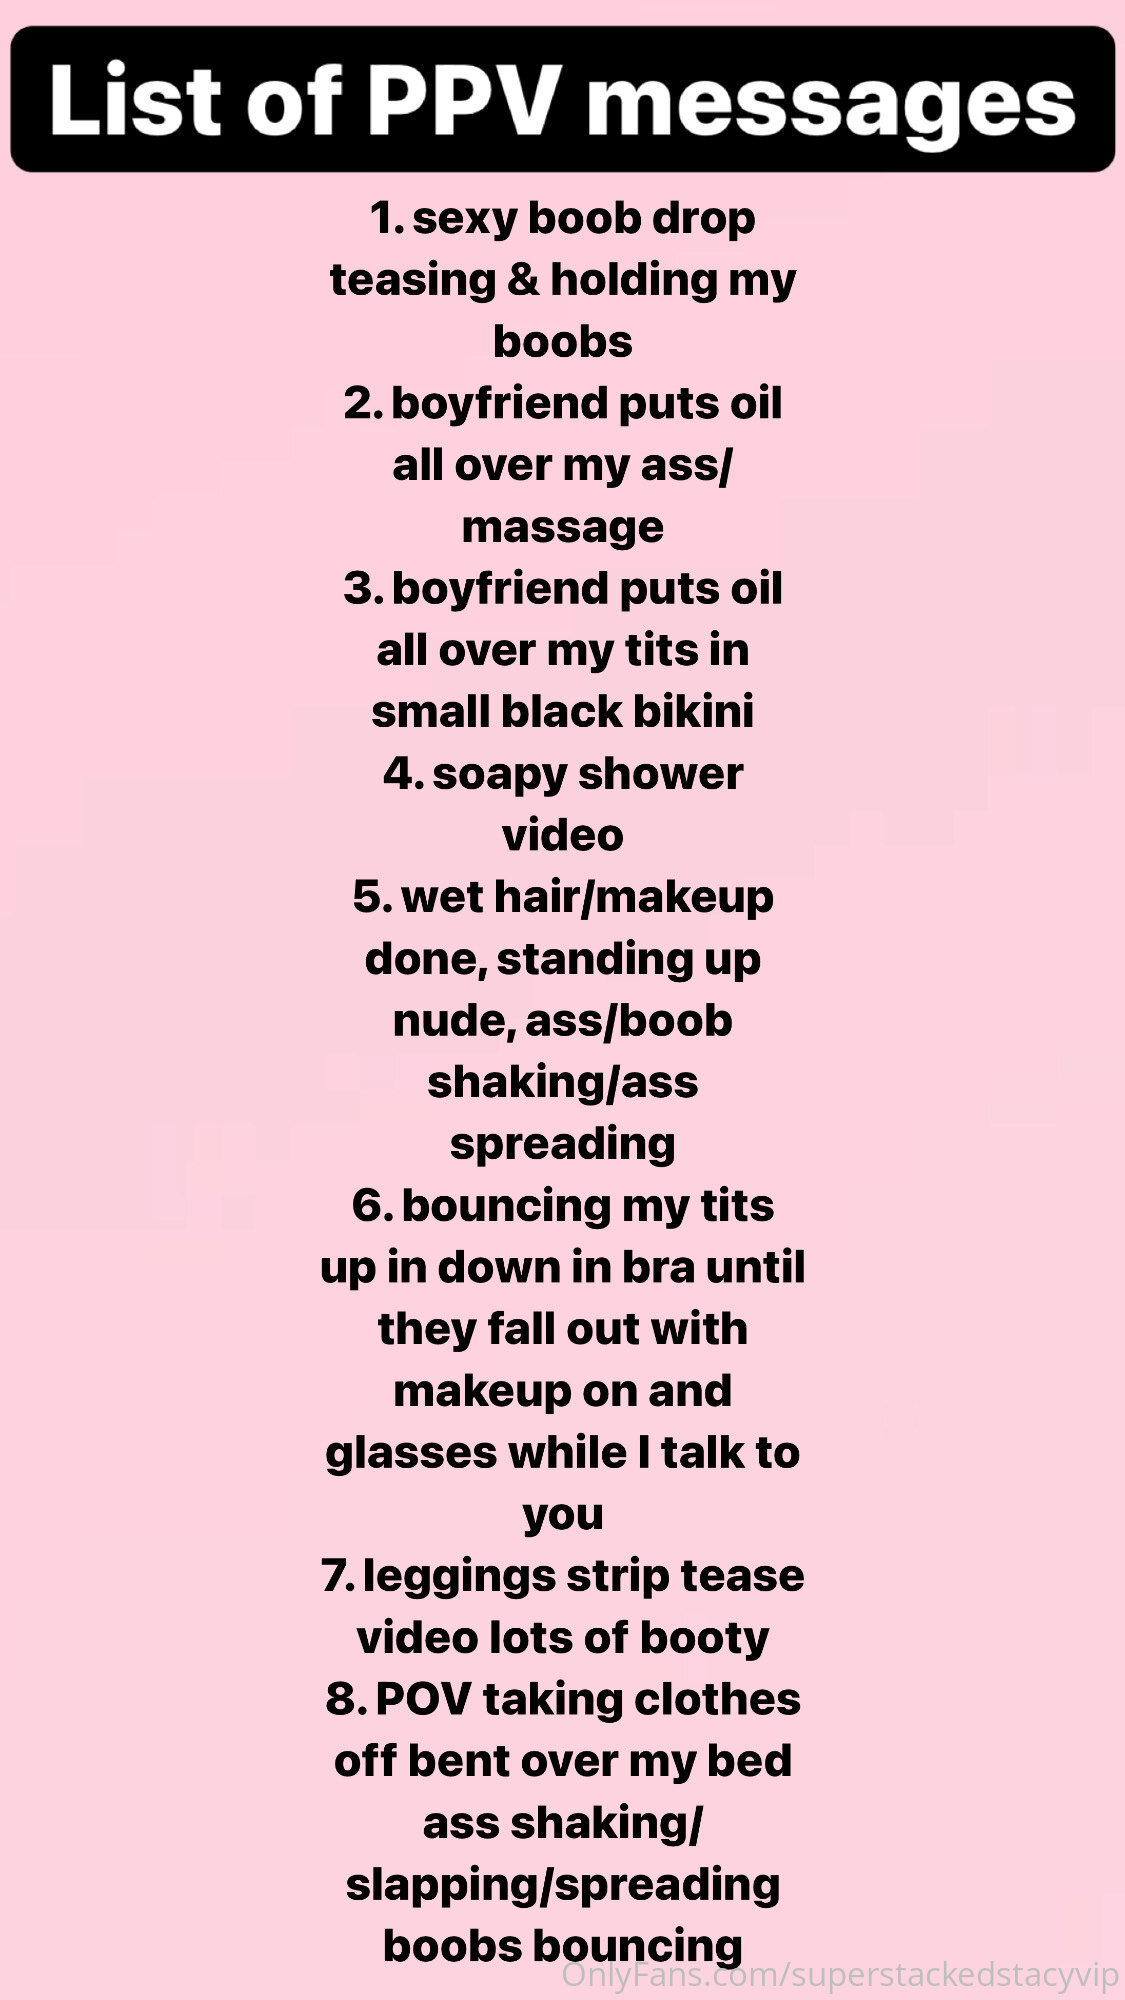 List of PPV messages
1. sexy boob drop
teasing & holding my
boobs
2. boyfriend puts oil
all over my ass/
massage
3. boyfriend puts oil
all over my tits in
small black bikini
4. soapy shower
video
5. wet hair/makeup
done, standing up
nude, ass/boob
shaking/ass
spreading
6. bouncing my tits
up in down in bra until
they fall out with
makeup on and
glasses while I talk to
you
7. leggings strip tease
video lots of booty
8. POV taking clothes
off bent over my bed
ass shaking/
slapping/spreading
boobs bouncing
OnlyFans.com/superstackedstacyvip